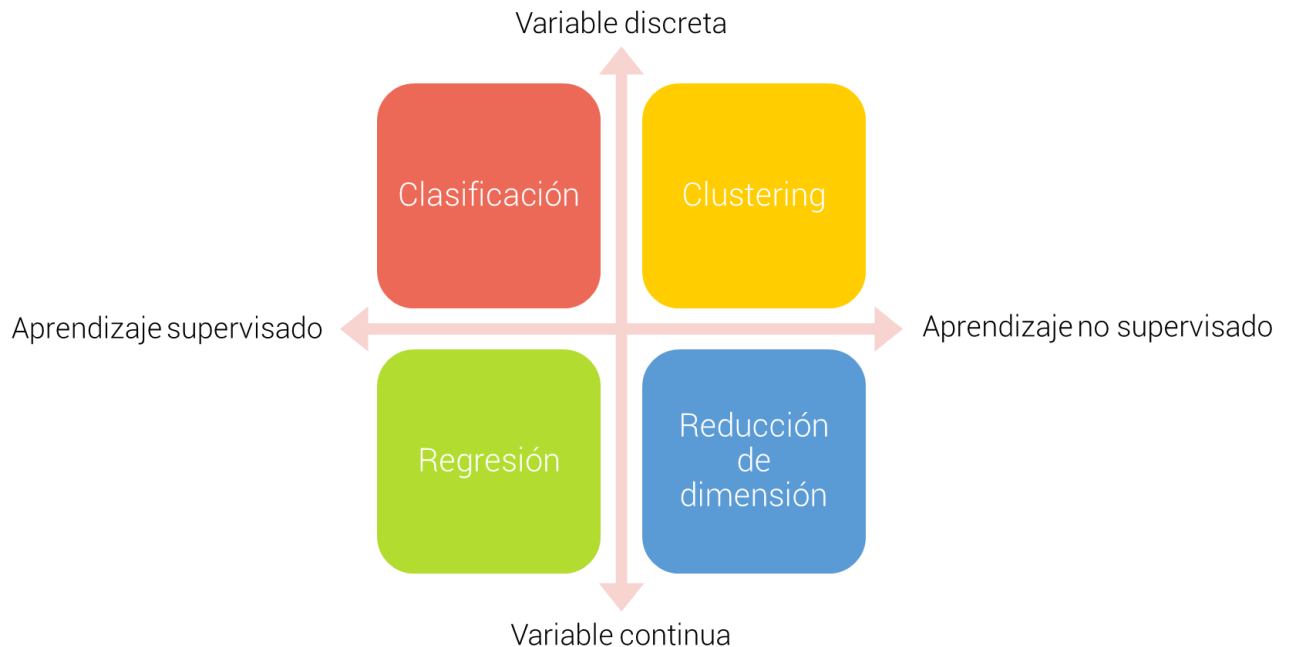 Variable discreta
Clasificación
Clustering
Aprendizaje supervisado
Aprendizaje no supervisado
Regresión
Reducción
de
dimensión
Variable continua